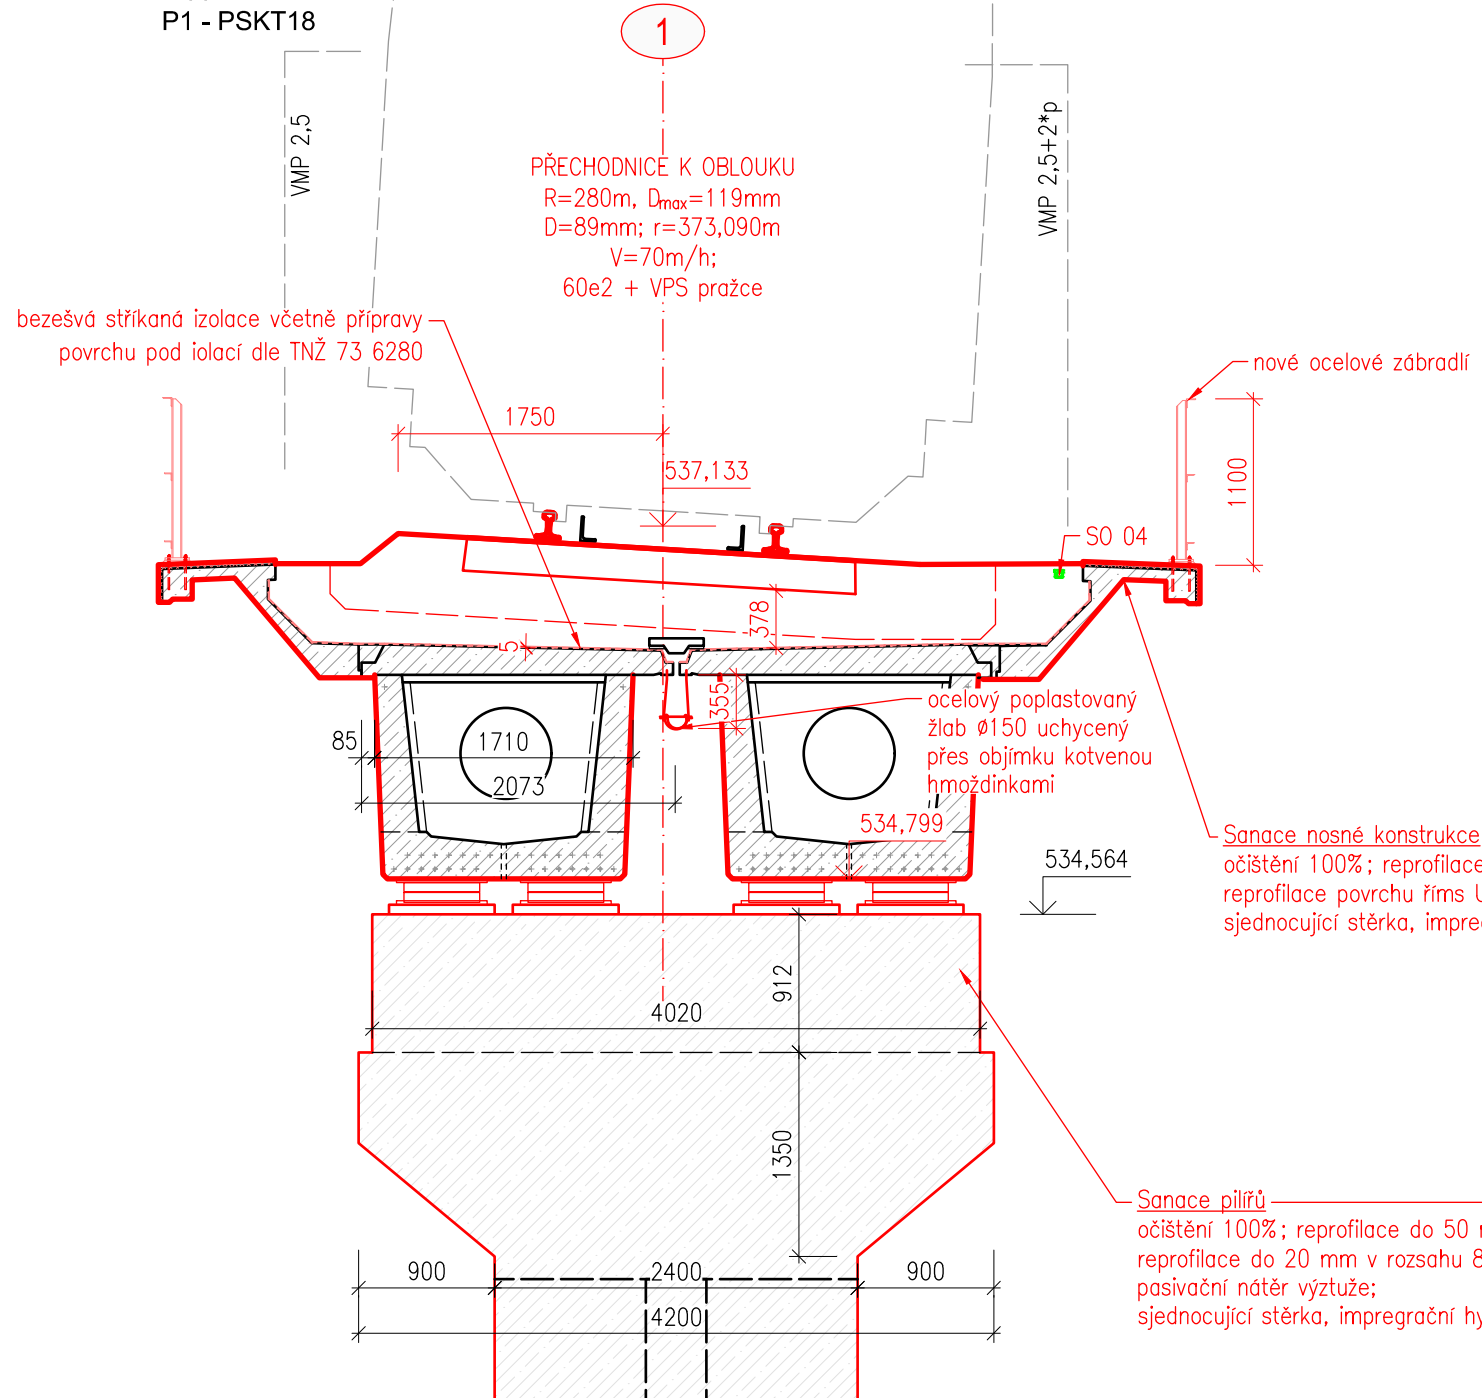 P1 - PSKT18
1
VMP 2,5
VMP 2,5+2*p
PŘECHODNICE K OBLOUKU
R=280m, Dmax=119mm
D=89mm; r=373,090m
V=70m/h;
60e2 + VPS pražce
bezešvá stříkaná izolace včetně přípravy
povrchu pod iolací dle TNŽ 73 6280
nové ocelové zábradlí
1750
537,133
1100
SO 04
378
5
355
ocelový poplastovaný
žlab Ø150 uchycený
přes objímku kotvenou
hmoždinkami
85
1710
2073
534,799
534,564
Sanace nosné konstrukce
očištění 100%; reprofilace
reprofilace povrchu říms
sjednocující stěrka,
912
4020
1350
Sanace pilířů
očištění 100%; reprofilace do 50
reprofilace do 20 mm v rozsahu 8
pasivační nátěr výztuže;
sjednocující stěrka, impregrační
900
2400
900
4200